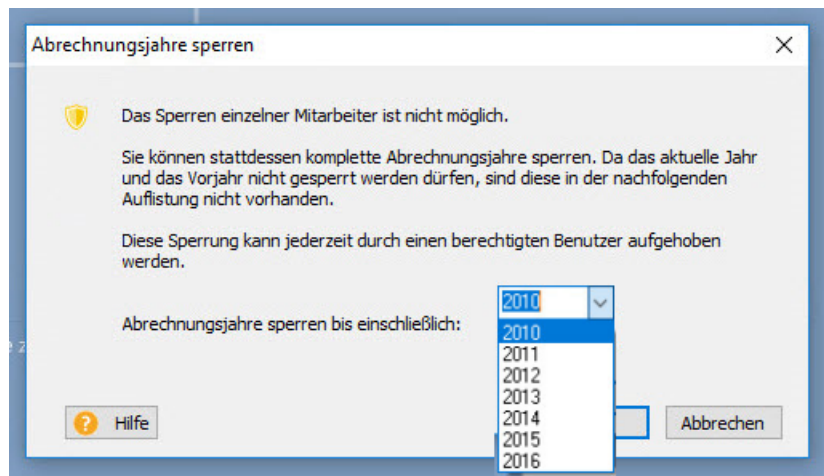 Abrechnungsjahre sperren
Das Sperren einzelner Mitarbeiter ist nicht möglich.
Sie können stattdessen komplette Abrechnungsjahre sperren. Da das aktuelle Jahr
und das Vorjahr nicht gesperrt werden dürfen, sind diese in der nachfolgenden
Auflistung nicht vorhanden.
Diese Sperrung kann jederzeit durch einen berechtigten Benutzer aufgehoben
werden.
Abrechnungsjahre sperren bis einschließlich:
2010
2010
2011
2012
2013
2014
2015
2016
Hilfe
Abbrechen